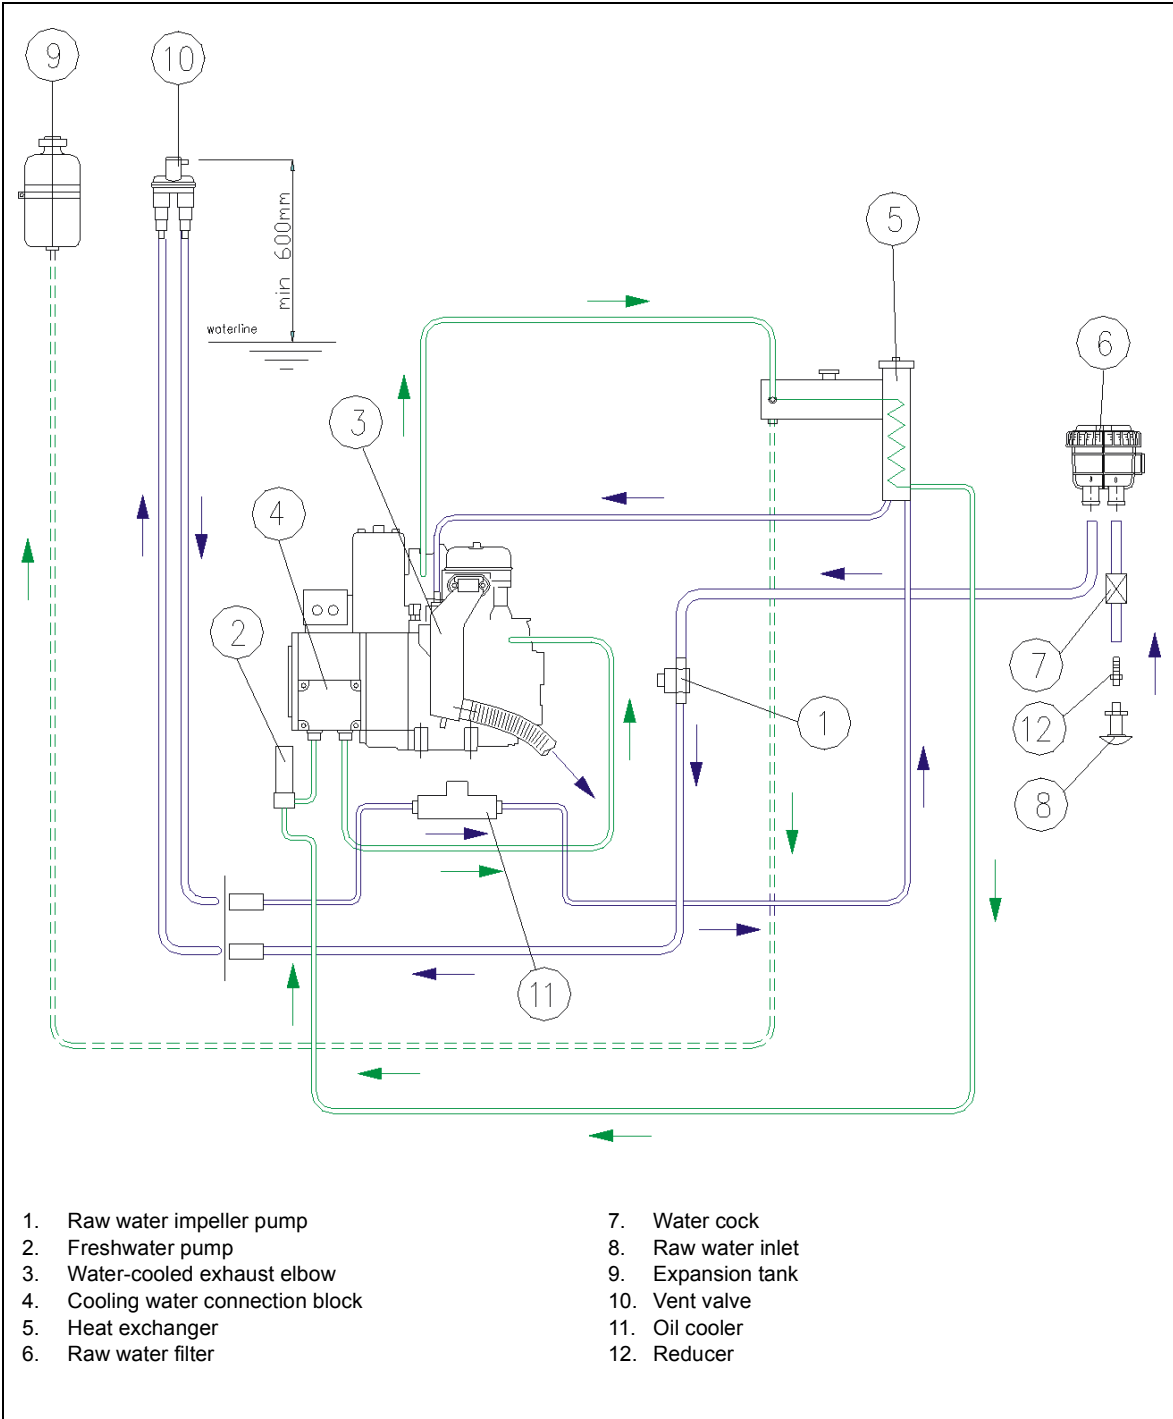 9
10
min 600mm
waterline
5
6
3
4
2
7
1
12
8
11
1. Raw water impeller pump
2. Freshwater pump
3. Water-cooled exhaust elbow
4. Cooling water connection block
5. Heat exchanger
6. Raw water filter
7. Water cock
8. Raw water inlet
9. Expansion tank
10. Vent valve
11. Oil cooler
12. Reducer